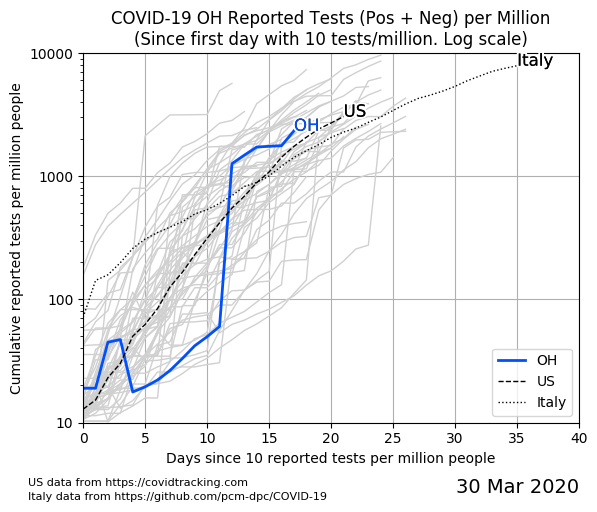 COVID-19 OH Reported Tests (Pos + Neg) per Million
(Since first day with 10 tests/million. Log scale)
Cumulative reported tests per million people
10000
1000
100
10
Italy
US
OH
OH
US
Italy
0 5 10 15 20 25 30 35 40
Days since 10 reported tests per million people
US data from https://covidtracking.com
Italy data from https://github.com/pcm-dpc/COVID-19
30 Mar 2020